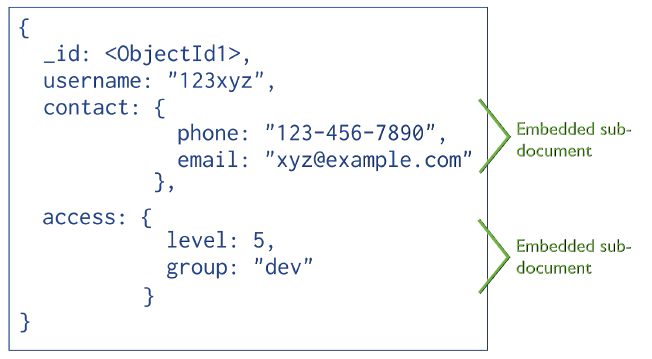 {
_id: <ObjectId1>,
username: "123xyz",
contact: {
phone: "123-456-7890",
email: "xyz@example.com"
},
Embedded sub-
document
access: {
level: 5,
group: "dev"
}
Embedded sub-
document
}